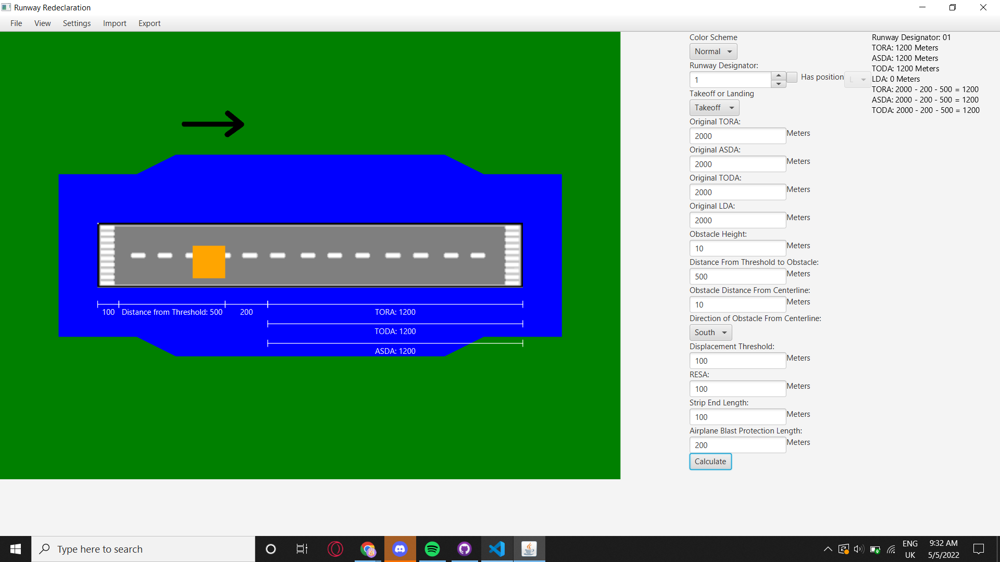 Runway Redeclaration
File View Settings Import Export
100 Distance from Threshold: 500 200 TORA: 1200
TODA: 1200
ASDA: 1200
Color Scheme
Normal
Runway Designator:
1 Has position L
Takeoff or Landing
Takeoff
Original TORA:
2000 Meters
Original ASDA:
2000 Meters
Original TODA:
2000 Meters
Original LDA:
2000 Meters
Obstacle Height:
10 Meters
Distance From Threshold to Obstacle:
500 Meters
Obstacle Distance From Centerline:
10 Meters
Direction of Obstacle From Centerline:
South
Displacement Threshold:
100 Meters
RESA:
100 Meters
Strip End Length:
100 Meters
Airplane Blast Protection Length:
200 Meters
Calculate
Runway Designator: 01
TORA: 1200 Meters
ASDA: 1200 Meters
TODA: 1200 Meters
LDA: 0 Meters
TORA: 2000 - 200 - 500 = 1200
ASDA: 2000 - 200 - 500 = 1200
TODA: 2000 - 200 - 500 = 1200
Type here to search
ENG
UK
9:32 AM
5/5/2022